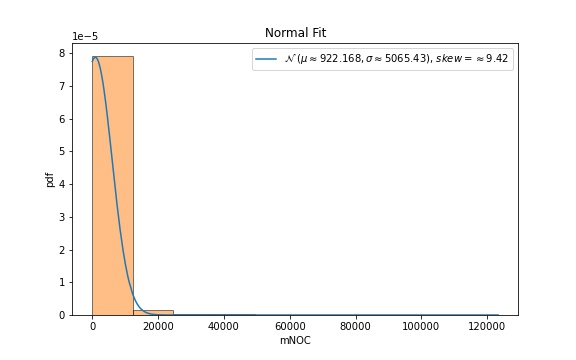 Normal Fit
1e−5
𝒩 (μ ≈ 922.168, σ ≈ 5065.43), skew = ≈ 9.42
8
7
6
5
4
3
2
1
0
pdf
0 20000 40000 60000 80000 100000 120000
mNOC